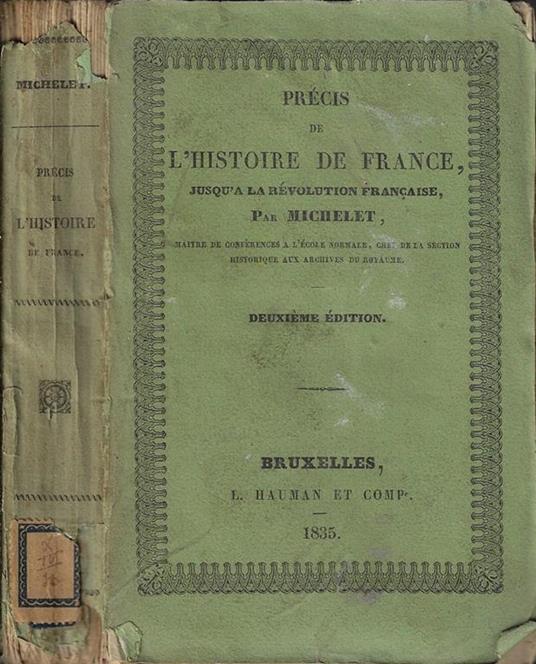 MICHELET.
PRÉCIS
DE
L'HISTOIRE
DE FRANCE.
PRÉCIS
DE
L'HISTOIRE DE FRANCE,
JUSQU'A LA RÉVOLUTION FRANÇAISE,
PAR MICHELET,
MAITRE DE CONFÉRENCES A L'ÉCOLE NORMALE, CHEF DE LA SECTION
HISTORIQUE AUX ARCHIVES DU ROYAUME.
DEUXIÈME ÉDITION.
BRUXELLES,
L. HAUMAN ET COMPe.
1835.